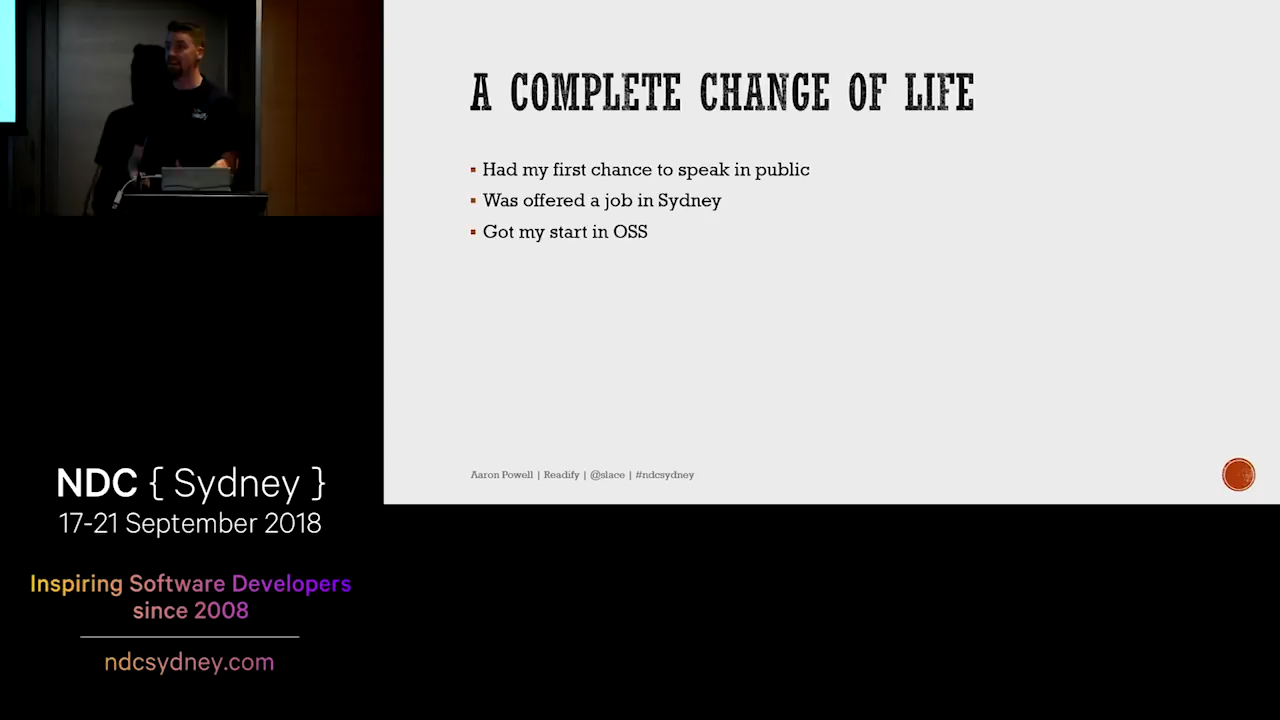 A COMPLETE CHANGE OF LIFE
▪ Had my first chance to speak in public
▪ Was offered a job in Sydney
▪ Got my start in OSS
Aaron Powell | Readify | @slace | #ndcsydney
NDC { Sydney }
17-21 September 2018
Inspiring Software Developers
since 2008
ndcsydney.com